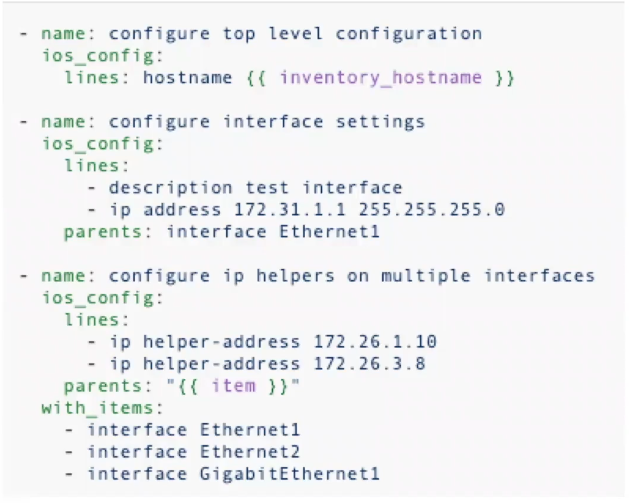 - name: configure top level configuration
  ios_config:
    lines: hostname {{ inventory_hostname }}

- name: configure interface settings
  ios_config:
    lines:
      - description test interface
      - ip address 172.31.1.1 255.255.255.0
    parents: interface Ethernet1

- name: configure ip helpers on multiple interfaces
  ios_config:
    lines:
      - ip helper-address 172.26.1.10
      - ip helper-address 172.26.3.8
    parents: "{{ item }}"
  with_items:
    - interface Ethernet1
    - interface Ethernet2
    - interface GigabitEthernet1